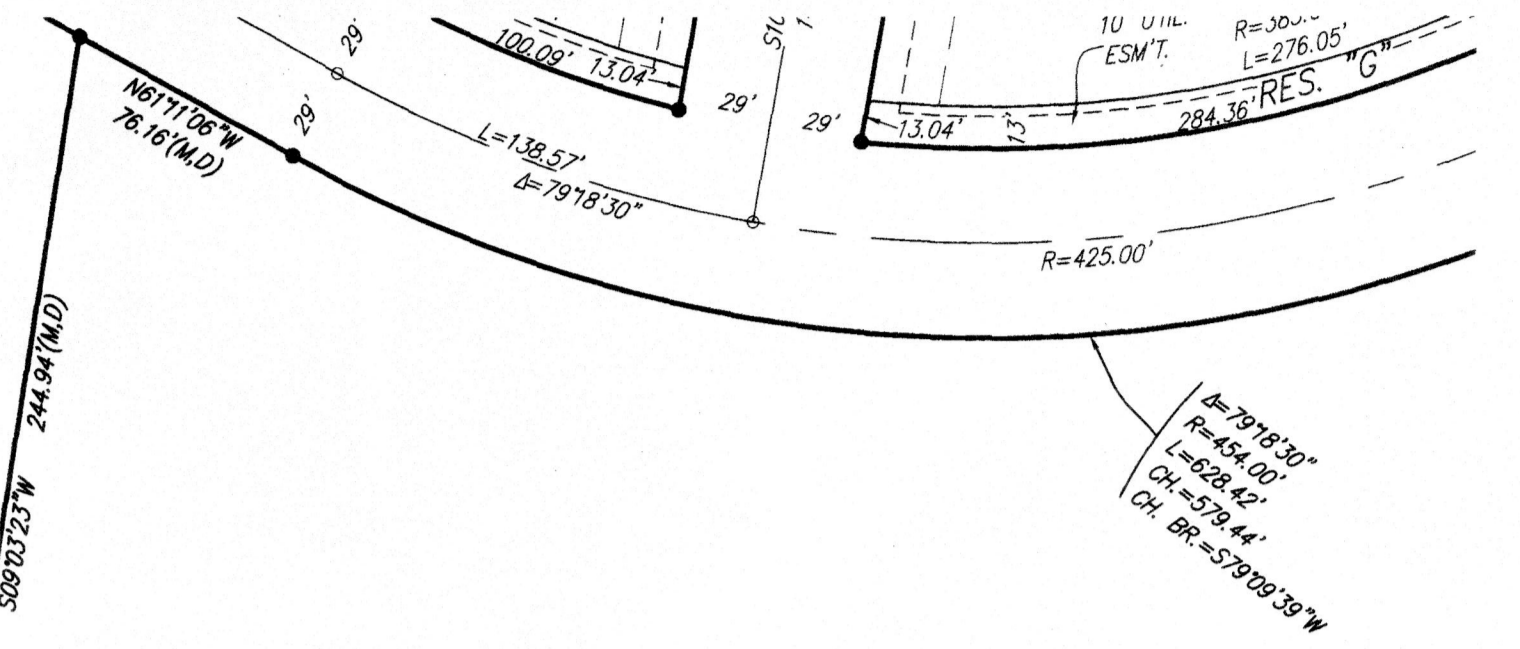 29'
100.09'
13.04'
29'
29'
13.04'
13'
10' UTIL.
ESM'T.
L=276.05'
RES. "G"
284.36'
N61°11'06"W
76.16'(M,D)
29'
L=138.57'
Δ=79°18'30"
R=425.00'
244.94'(M,D)
S09°03'23"W
Δ=79°18'30"
R=454.00'
L=628.42'
CH.=579.44'
CH. BR.=S79°09'39"W